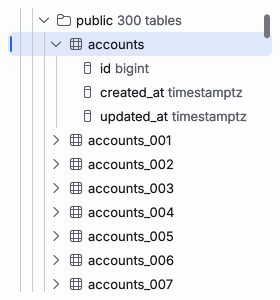 public 300 tables
accounts
id bigint
created_at timestamptz
updated_at timestamptz
accounts_001
accounts_002
accounts_003
accounts_004
accounts_005
accounts_006
accounts_007